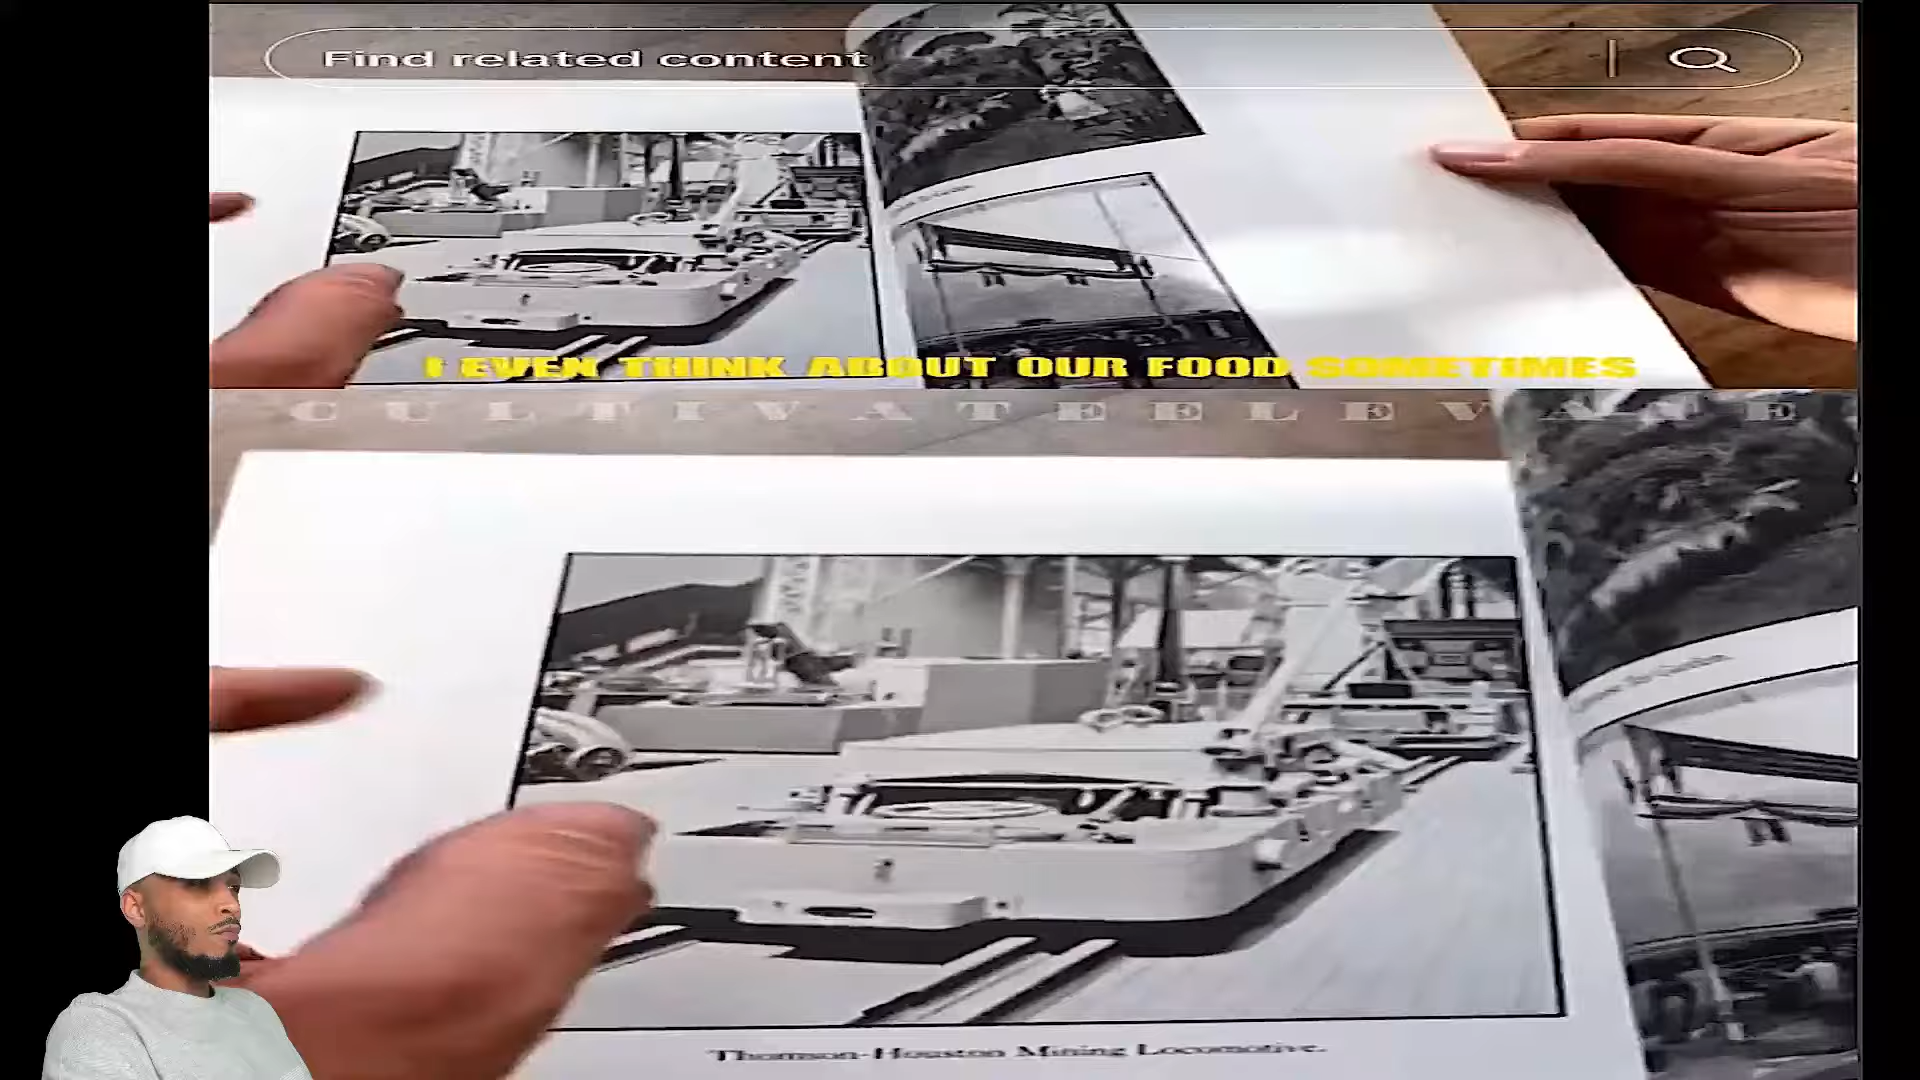 Find related content
I EVEN THINK ABOUT OUR FOOD SOMETIMES
CULTIVATEELEVATE
Thomson-Houston Mining Locomotive.